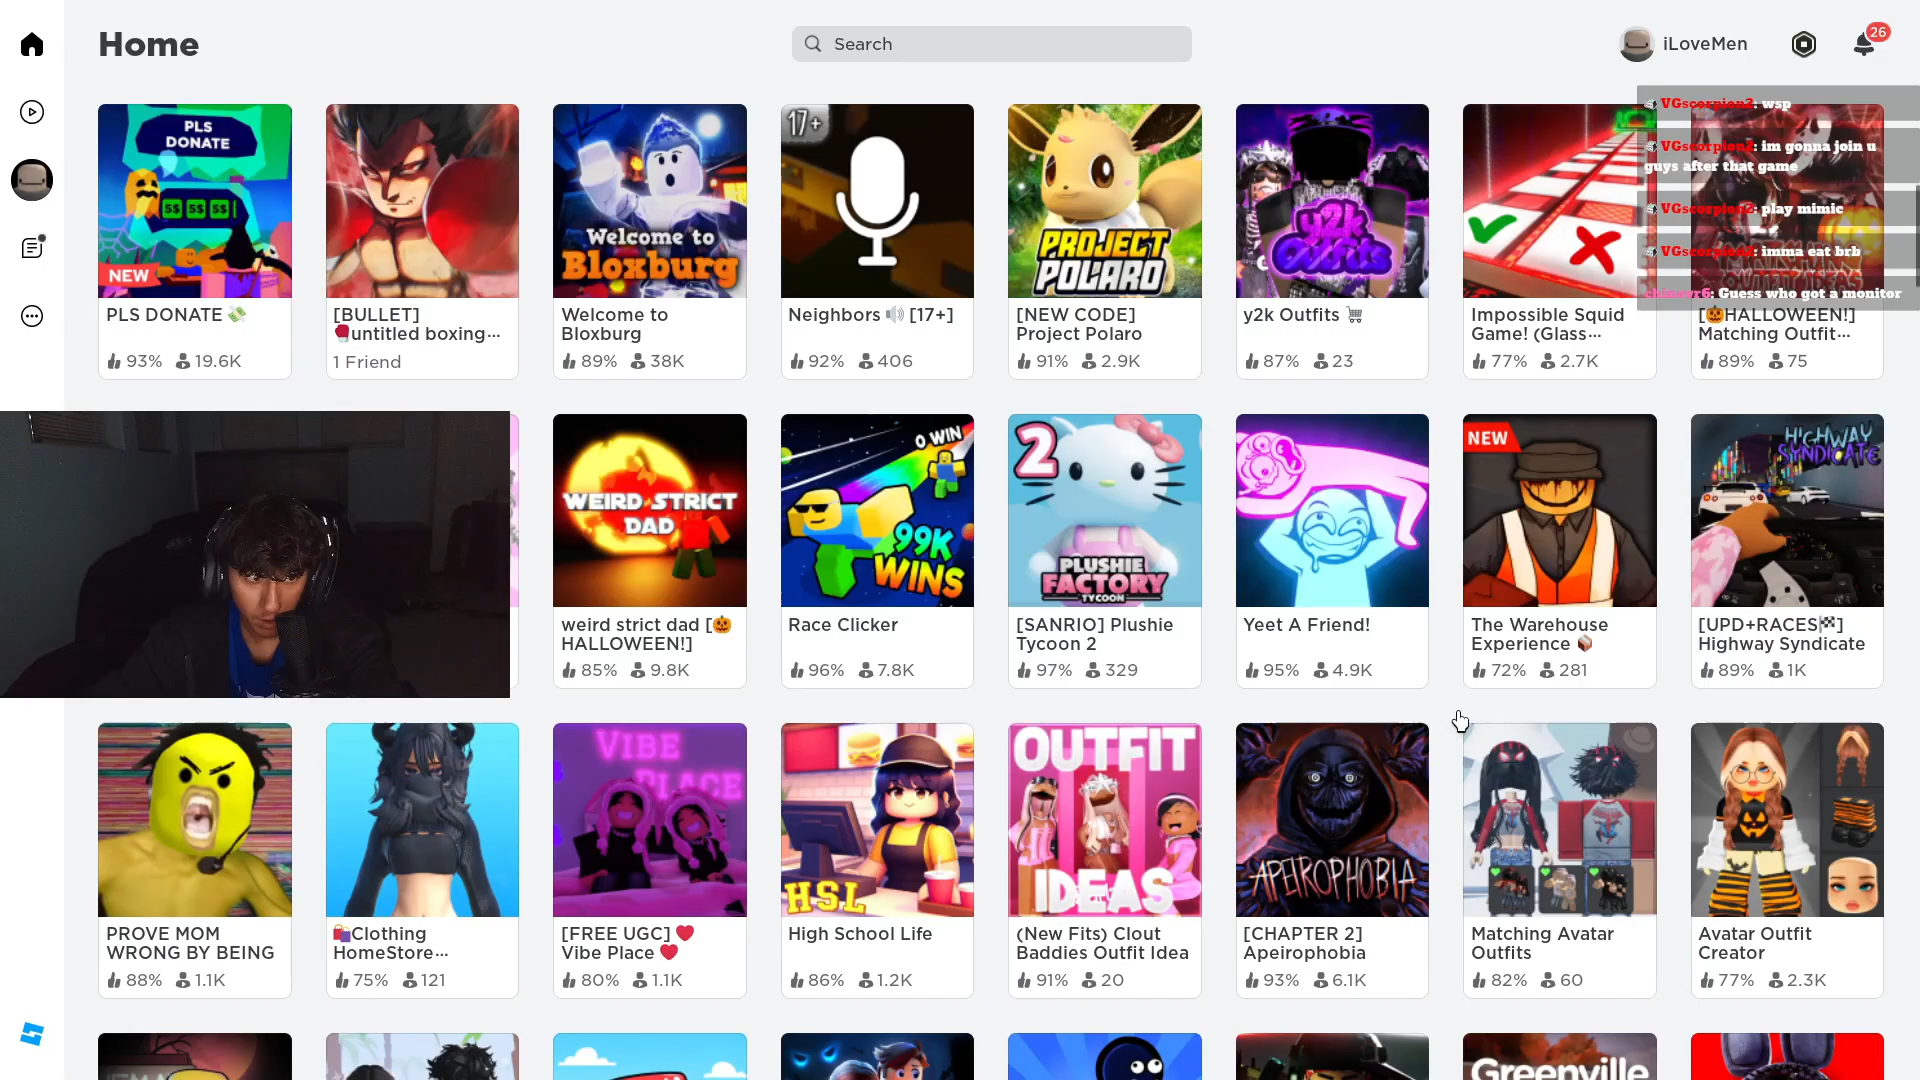 Home
Search
iLoveMen
26
VGscorpion2: wsp
VGscorpion2: im gonna join u
guys after that game
VGscorpion2: play mimic
VGscorpion2: imma eat brb
: Guess who got a monitor
PLS
DONATE
5$ 5$ 5$
NEW
Welcome to
Bloxburg
17+
PROJECT
POLARO
y2k
Outfits
PLS DONATE 💸
[BULLET]
🥊untitled boxing...
1 Friend
Welcome to
Bloxburg
Neighbors 🔊 [17+]
[NEW CODE]
Project Polaro
y2k Outfits 🛒
Impossible Squid
Game! (Glass...
[🎃HALLOWEEN!]
Matching Outfit...
93% 19.6K
89% 38K
92% 406
91% 2.9K
87% 23
77% 2.7K
89% 75
WEIRD STRICT
DAD
0 WIN
99K
WINS
2
PLUSHIE
FACTORY
TYCOON
NEW
HIGHWAY
SYNDICATE
weird strict dad [🎃
HALLOWEEN!]
Race Clicker
[SANRIO] Plushie
Tycoon 2
Yeet A Friend!
The Warehouse
Experience 📦
[UPD+RACES🏁]
Highway Syndicate
85% 9.8K
96% 7.8K
97% 329
95% 4.9K
72% 281
89% 1K
VIBE
PLACE
HSL
OUTFIT
IDEAS
APEIROPHOBIA
PROVE MOM
WRONG BY BEING
🛍️Clothing
HomeStore...
[FREE UGC] ❤️
Vibe Place ❤️
High School Life
(New Fits) Clout
Baddies Outfit Idea
[CHAPTER 2]
Apeirophobia
Matching Avatar
Outfits
Avatar Outfit
Creator
88% 1.1K
75% 121
80% 1.1K
86% 1.2K
91% 20
93% 6.1K
82% 60
77% 2.3K
Greenville